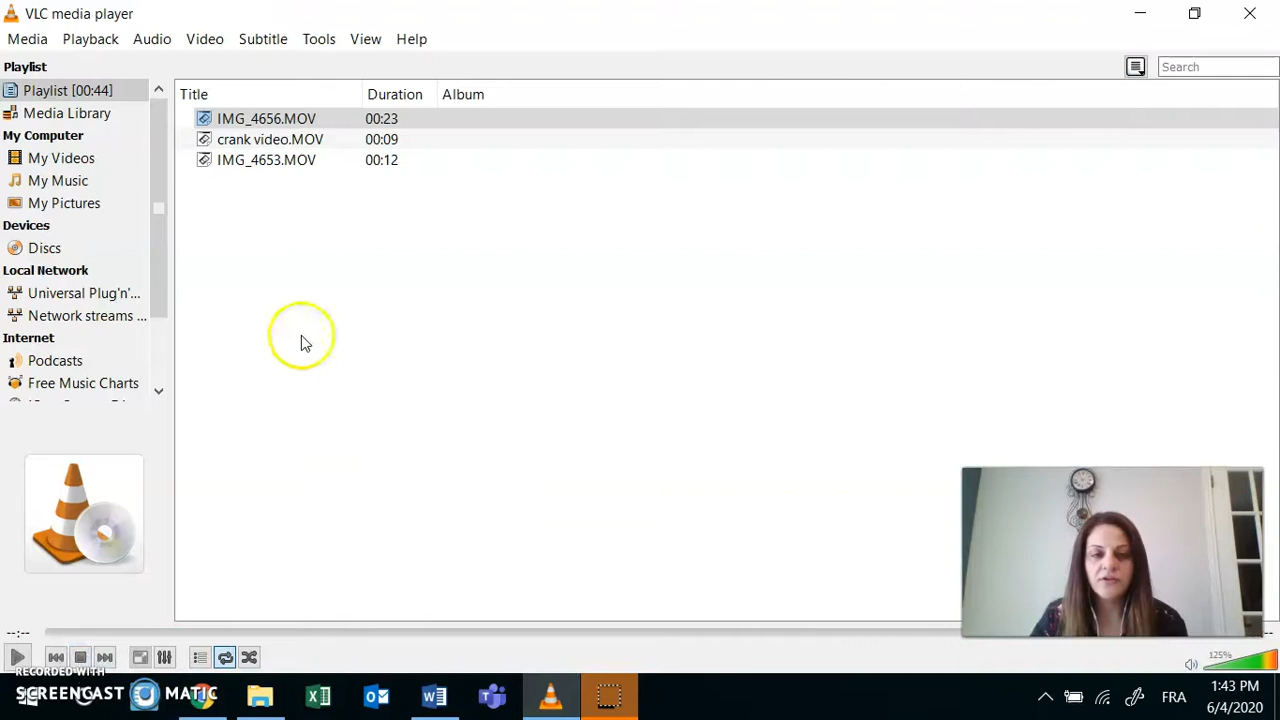 VLC media player
Media Playback Audio Video Subtitle Tools View Help
Playlist
Search
Playlist [00:44]
Media Library
My Computer
My Videos
My Music
My Pictures
Devices
Discs
Local Network
Universal Plug'n'...
Network streams ...
Internet
Podcasts
Free Music Charts
Title Duration Album
IMG_4656.MOV 00:23
crank video.MOV 00:09
IMG_4653.MOV 00:12
--:--
125%
RECORDED WITH
SCREENCAST MATIC
FRA
1:43 PM
6/4/2020